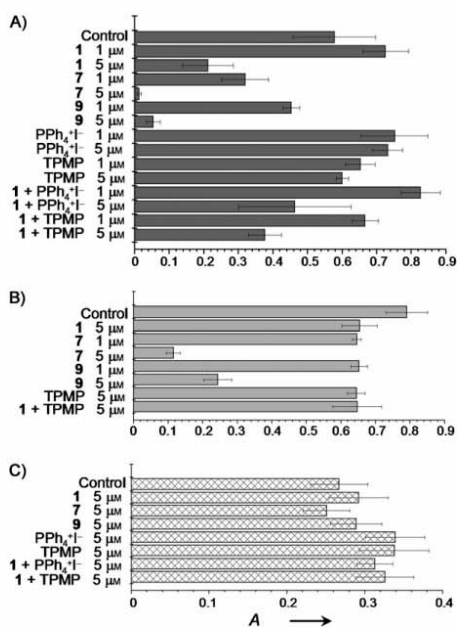 A)
Control
1 1 μM
1 5 μM
7 1 μM
7 5 μM
9 1 μM
9 5 μM
PPh₄⁺I⁻ 1 μM
PPh₄⁺I⁻ 5 μM
TPMP 1 μM
TPMP 5 μM
1 + PPh₄⁺I⁻ 1 μM
1 + PPh₄⁺I⁻ 5 μM
1 + TPMP 1 μM
1 + TPMP 5 μM
0 0.1 0.2 0.3 0.4 0.5 0.6 0.7 0.8 0.9
B)
Control
1 5 μM
7 1 μM
7 5 μM
9 1 μM
9 5 μM
TPMP 5 μM
1 + TPMP 5 μM
0 0.1 0.2 0.3 0.4 0.5 0.6 0.7 0.8 0.9
C)
Control
1 5 μM
7 5 μM
9 5 μM
PPh₄⁺I⁻ 5 μM
TPMP 5 μM
1 + PPh₄⁺I⁻ 5 μM
1 + TPMP 5 μM
0 0.1 0.2 0.3 0.4
A →